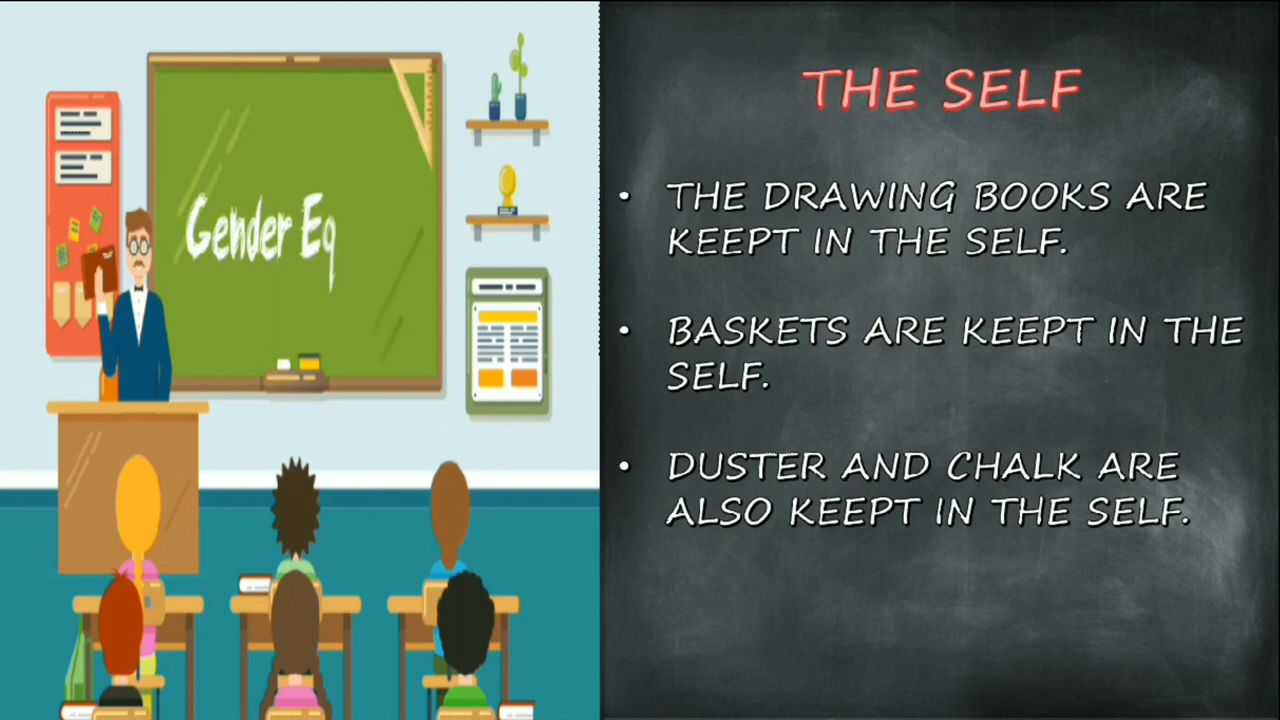 Gender Eq
THE SELF
• THE DRAWING BOOKS ARE
KEEPT IN THE SELF.
• BASKETS ARE KEEPT IN THE
SELF.
• DUSTER AND CHALK ARE
ALSO KEEPT IN THE SELF.